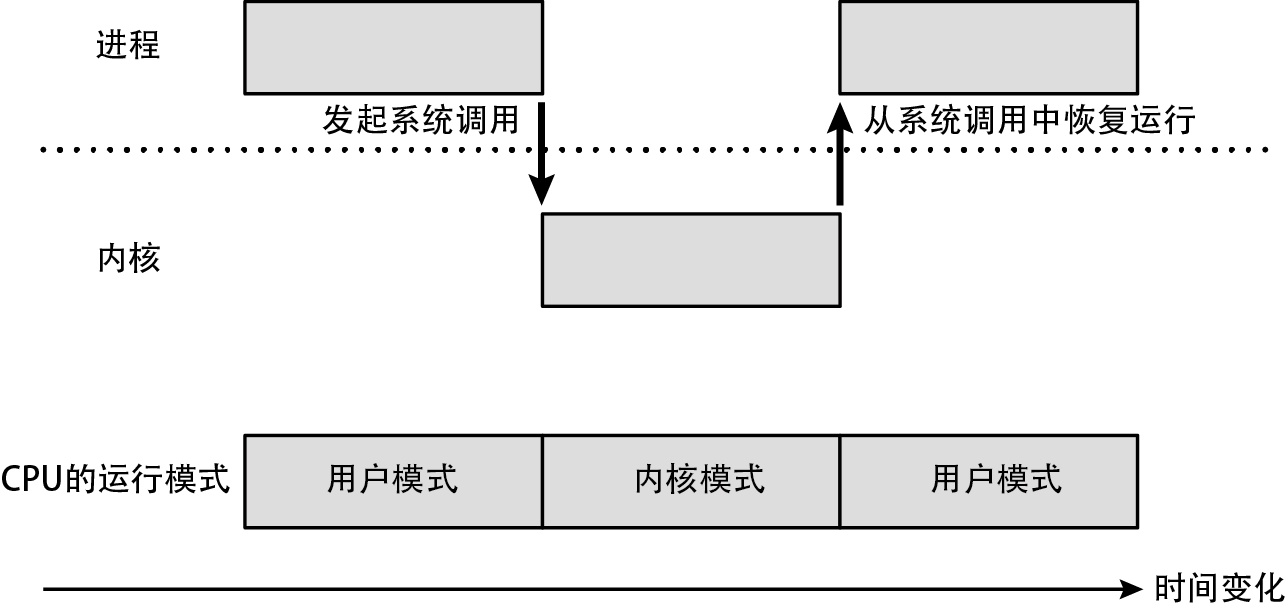 进程
发起系统调用
从系统调用中恢复运行
内核
CPU的运行模式
用户模式
内核模式
用户模式
时间变化